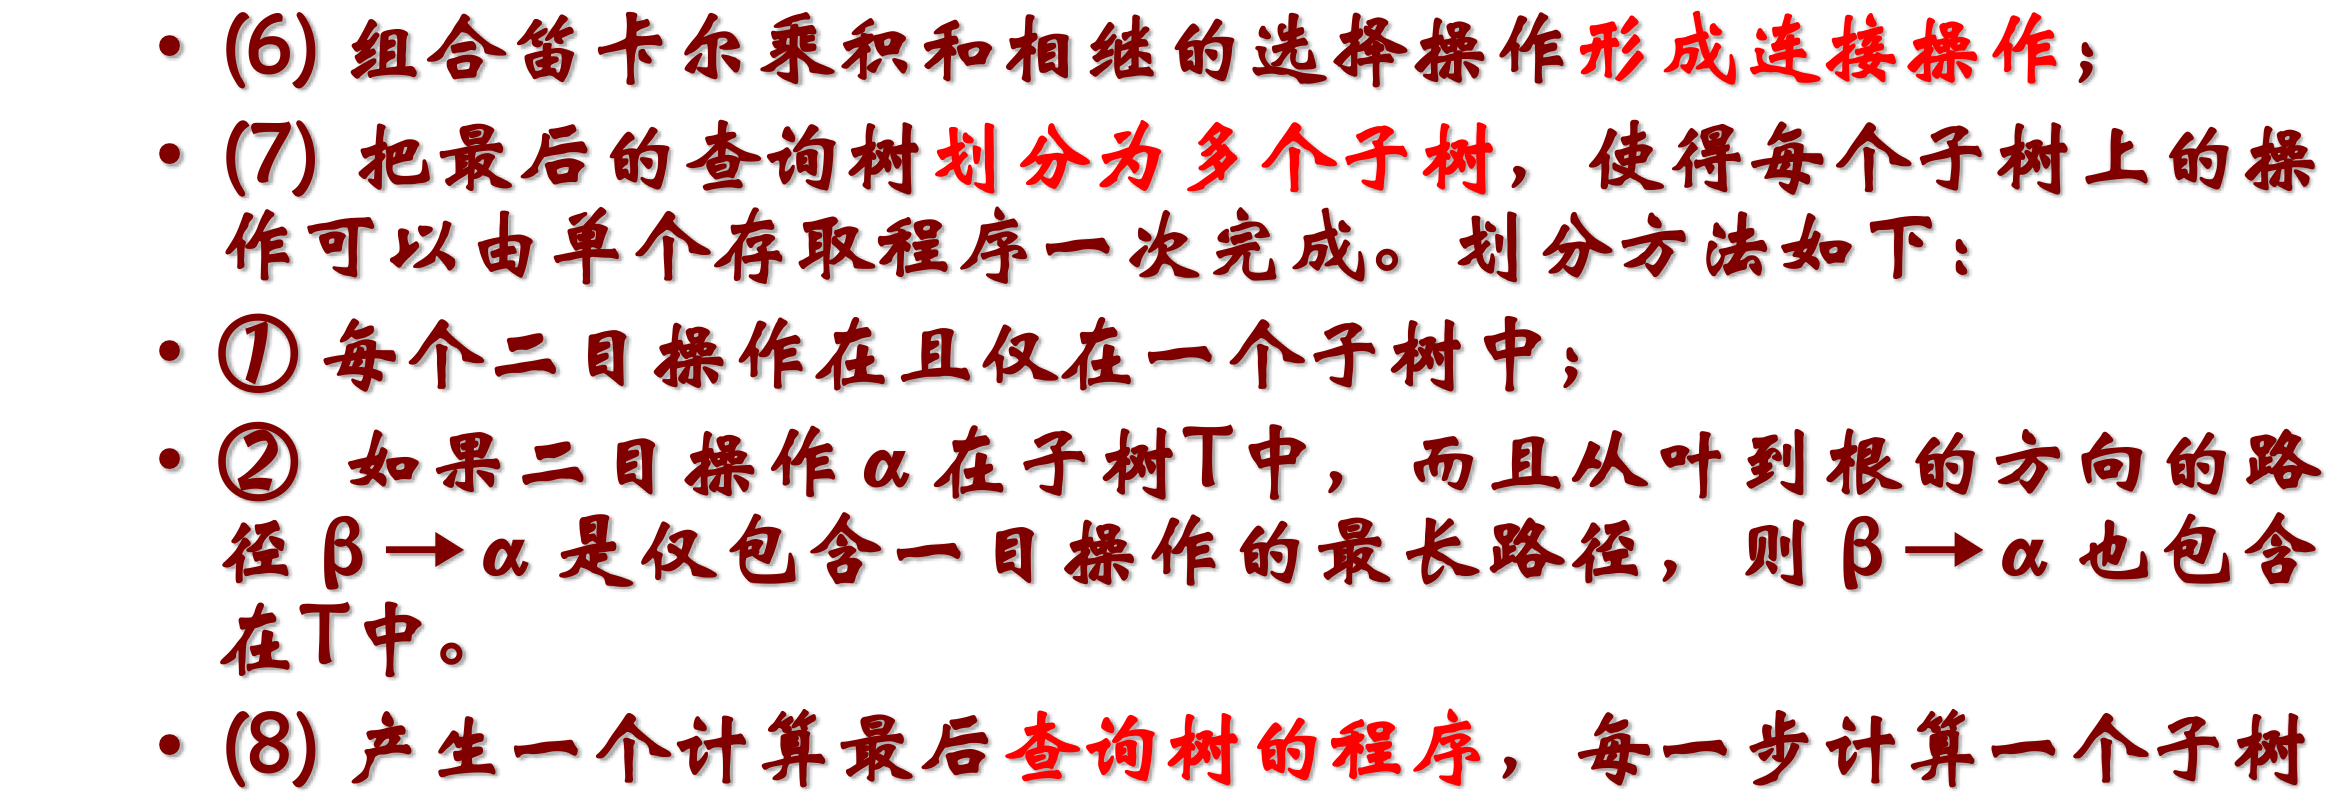 • (6) 组合笛卡尔乘积和相继的选择操作形成连接操作；
• (7) 把最后的查询树划分为多个子树，使得每个子树上的操
作可以由单个存取程序一次完成。划分方法如下：
• ① 每个二目操作在且仅在一个子树中；
• ② 如果二目操作α在子树T中，而且从叶到根的方向的路
径β→α是仅包含一目操作的最长路径，则β→α也包含
在T中。
• (8) 产生一个计算最后查询树的程序，每一步计算一个子树